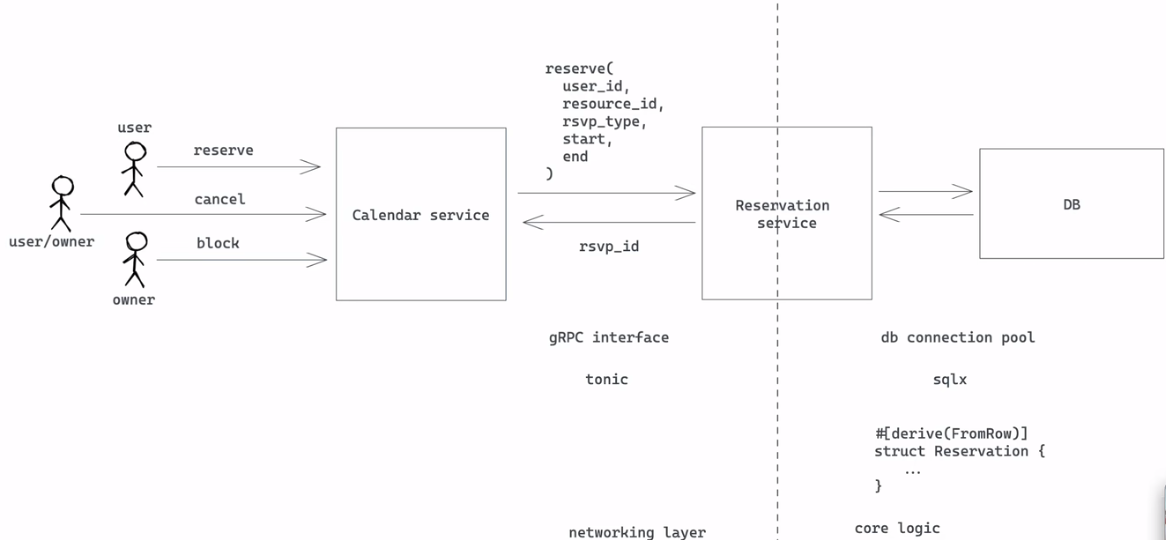 user
reserve
cancel
user/owner
block
owner
Calendar service
reserve(
user_id,
resource_id,
rsvp_type,
start,
end
)
rsvp_id
Reservation
service
DB
gRPC interface
tonic
db connection pool
sqlx
#[derive(FromRow)]
struct Reservation {
...
}
networking layer
core logic